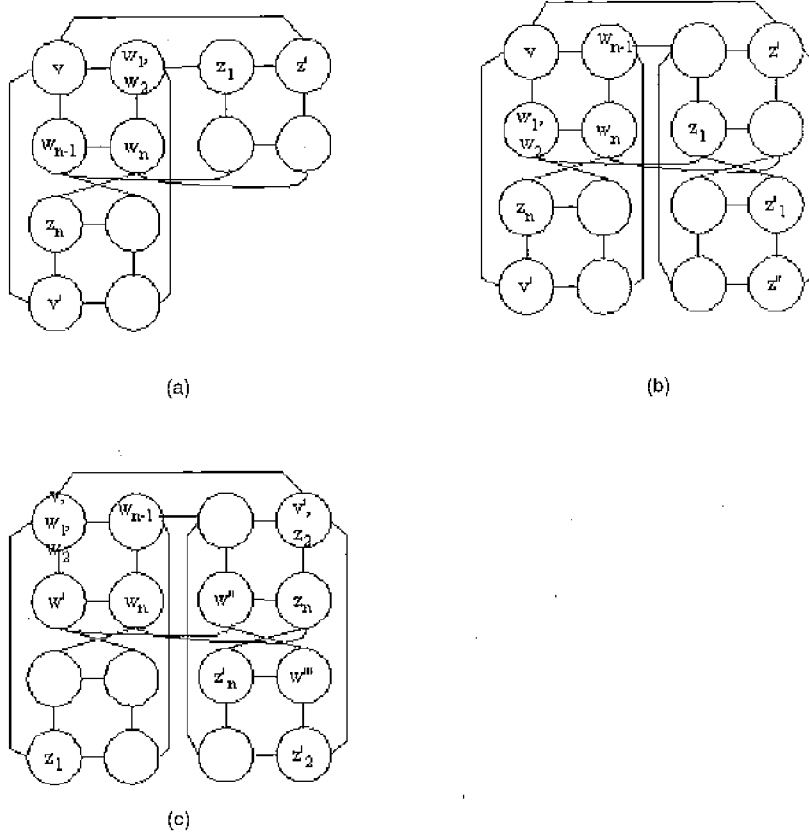 v w1, w2 z1 z'
wn-1 wn
zn
v'
(a)
v wn-1 z'
w1, w2 wn z1
zn z'1
v' z"
(b)
v, w1, w2 wn-1 v', z2
w' wn w" zn
z'n w'''
z1 z'2
(c)